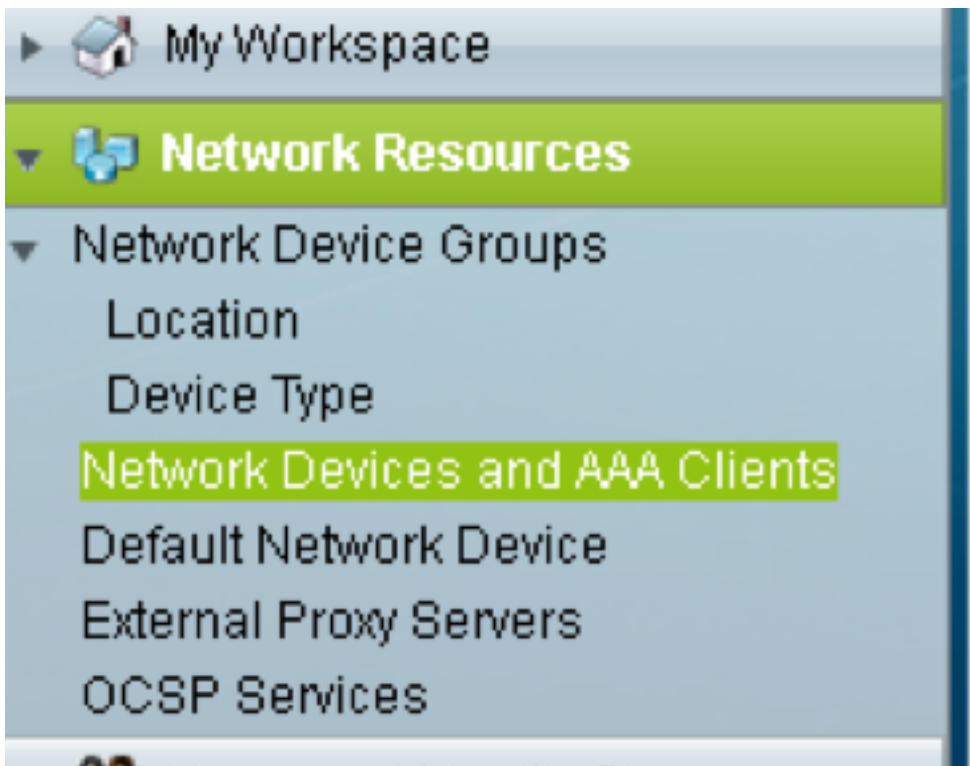 My Workspace
Network Resources
Network Device Groups
Location
Device Type
Network Devices and AAA Clients
Default Network Device
External Proxy Servers
OCSP Services